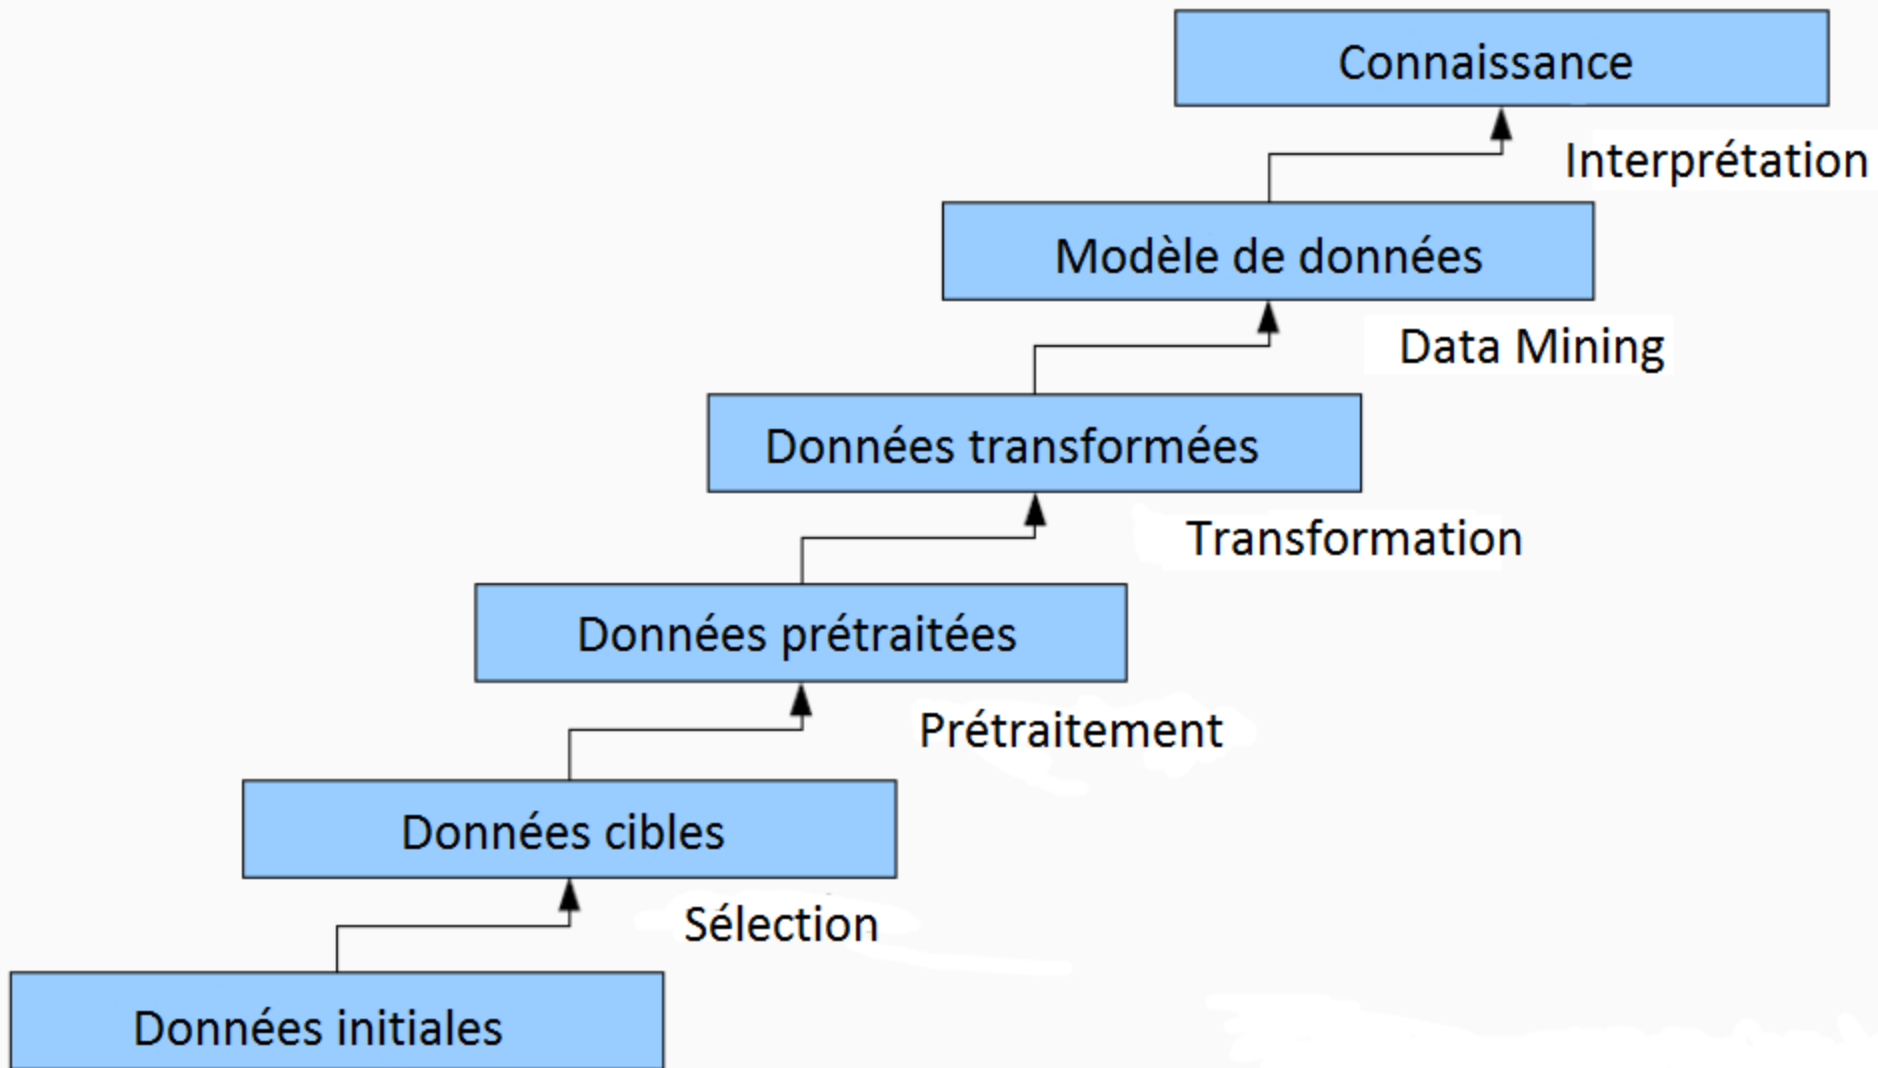 Connaissance
Interprétation
Modèle de données
Data Mining
Données transformées
Transformation
Données prétraitées
Prétraitement
Données cibles
Sélection
Données initiales